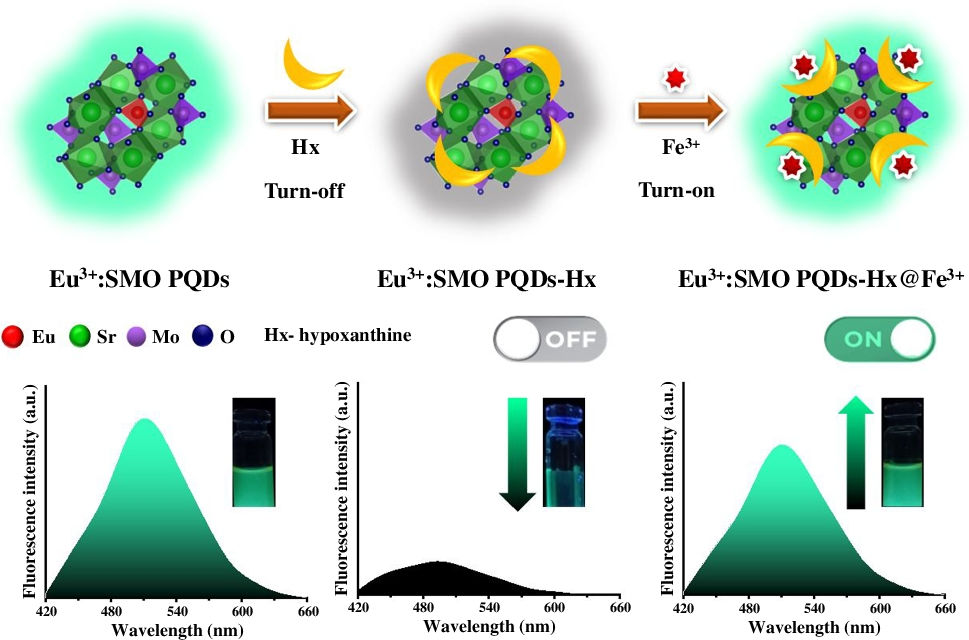 Hx
Turn-off
Fe³⁺
Turn-on
Eu³⁺:SMO PQDs
Eu³⁺:SMO PQDs-Hx
Eu³⁺:SMO PQDs-Hx@Fe³⁺
Eu
Sr
Mo
O
Hx- hypoxanthine
OFF
ON
Fluorescence intensity (a.u.)
420 480 540 600 660
Wavelength (nm)
Fluorescence intensity (a.u.)
420 480 540 600 660
Wavelength (nm)
Fluorescence intensity (a.u.)
420 480 540 600 660
Wavelength (nm)